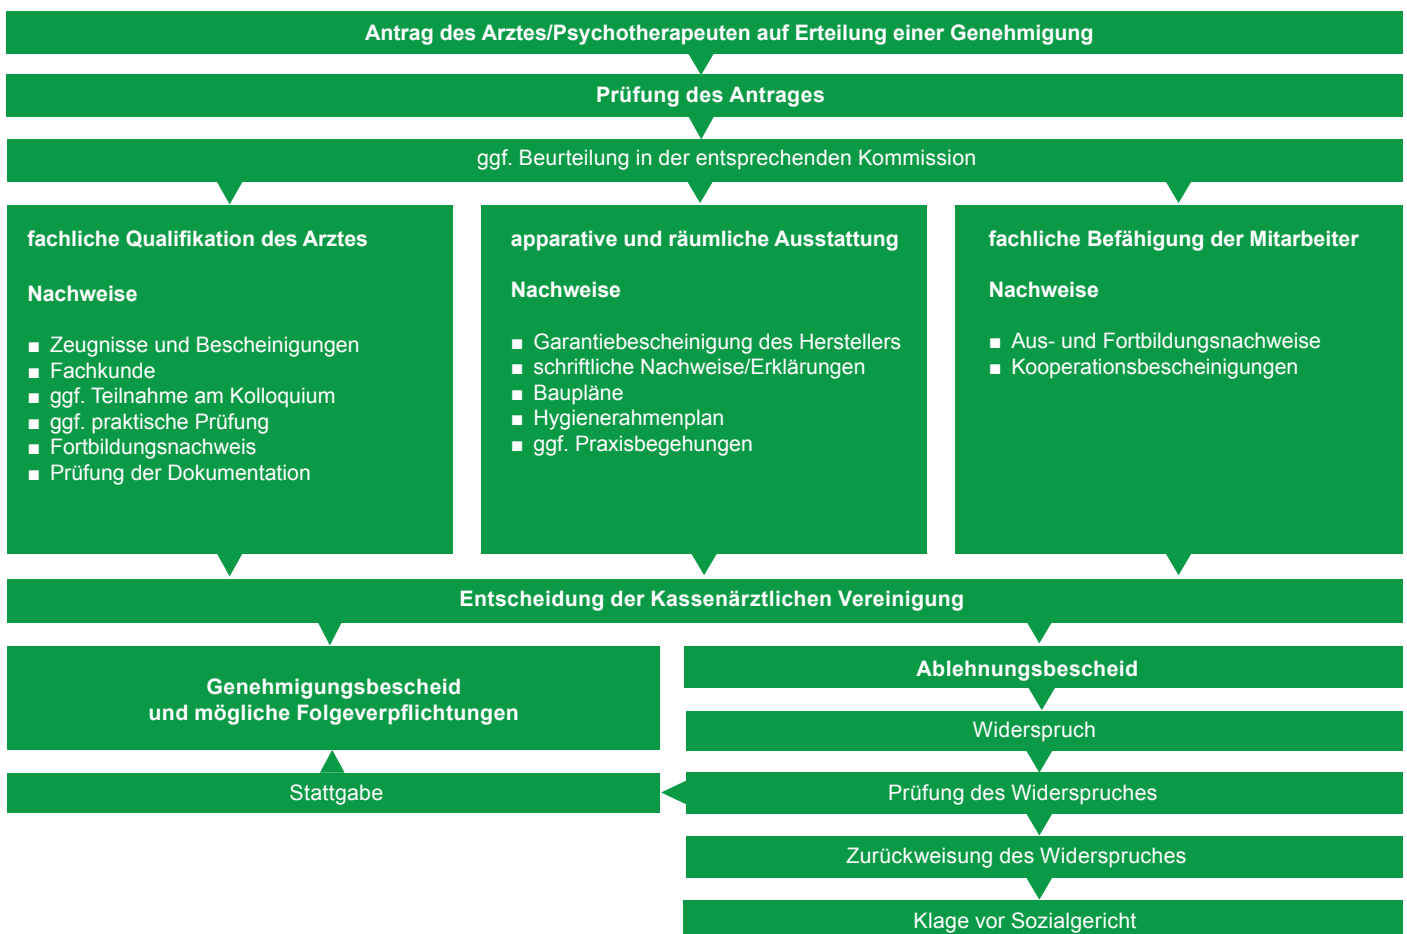 Antrag des Arztes/Psychotherapeuten auf Erteilung einer Genehmigung
Prüfung des Antrages
ggf. Beurteilung in der entsprechenden Kommission
fachliche Qualifikation des Arztes
Nachweise
■ Zeugnisse und Bescheinigungen
■ Fachkunde
■ ggf. Teilnahme am Kolloquium
■ ggf. praktische Prüfung
■ Fortbildungsnachweis
■ Prüfung der Dokumentation
apparative und räumliche Ausstattung
Nachweise
■ Garantiebescheinigung des Herstellers
■ schriftliche Nachweise/Erklärungen
■ Baupläne
■ Hygienerahmenplan
■ ggf. Praxisbegehungen
fachliche Befähigung der Mitarbeiter
Nachweise
■ Aus- und Fortbildungsnachweise
■ Kooperationsbescheinigungen
Entscheidung der Kassenärztlichen Vereinigung
Genehmigungsbescheid
und mögliche Folgeverpflichtungen
Stattgabe
Ablehnungsbescheid
Widerspruch
Prüfung des Widerspruches
Zurückweisung des Widerspruches
Klage vor Sozialgericht